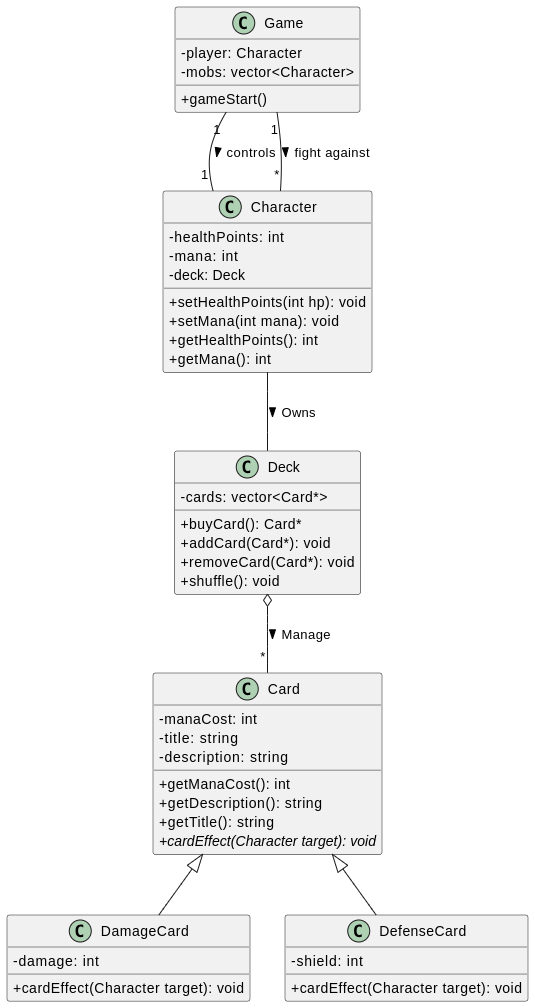 C Game
-player: Character
-mobs: vector<Character>
+gameStart()
1 1
controls fight against
1 *
C Character
-healthPoints: int
-mana: int
-deck: Deck
+setHealthPoints(int hp): void
+setMana(int mana): void
+getHealthPoints(): int
+getMana(): int
Owns
C Deck
-cards: vector<Card*>
+buyCard(): Card*
+addCard(Card*): void
+removeCard(Card*): void
+shuffle(): void
Manage
*
C Card
-manaCost: int
-title: string
-description: string
+getManaCost(): int
+getDescription(): string
+getTitle(): string
+cardEffect(Character target): void
C DamageCard
-damage: int
+cardEffect(Character target): void
C DefenseCard
-shield: int
+cardEffect(Character target): void